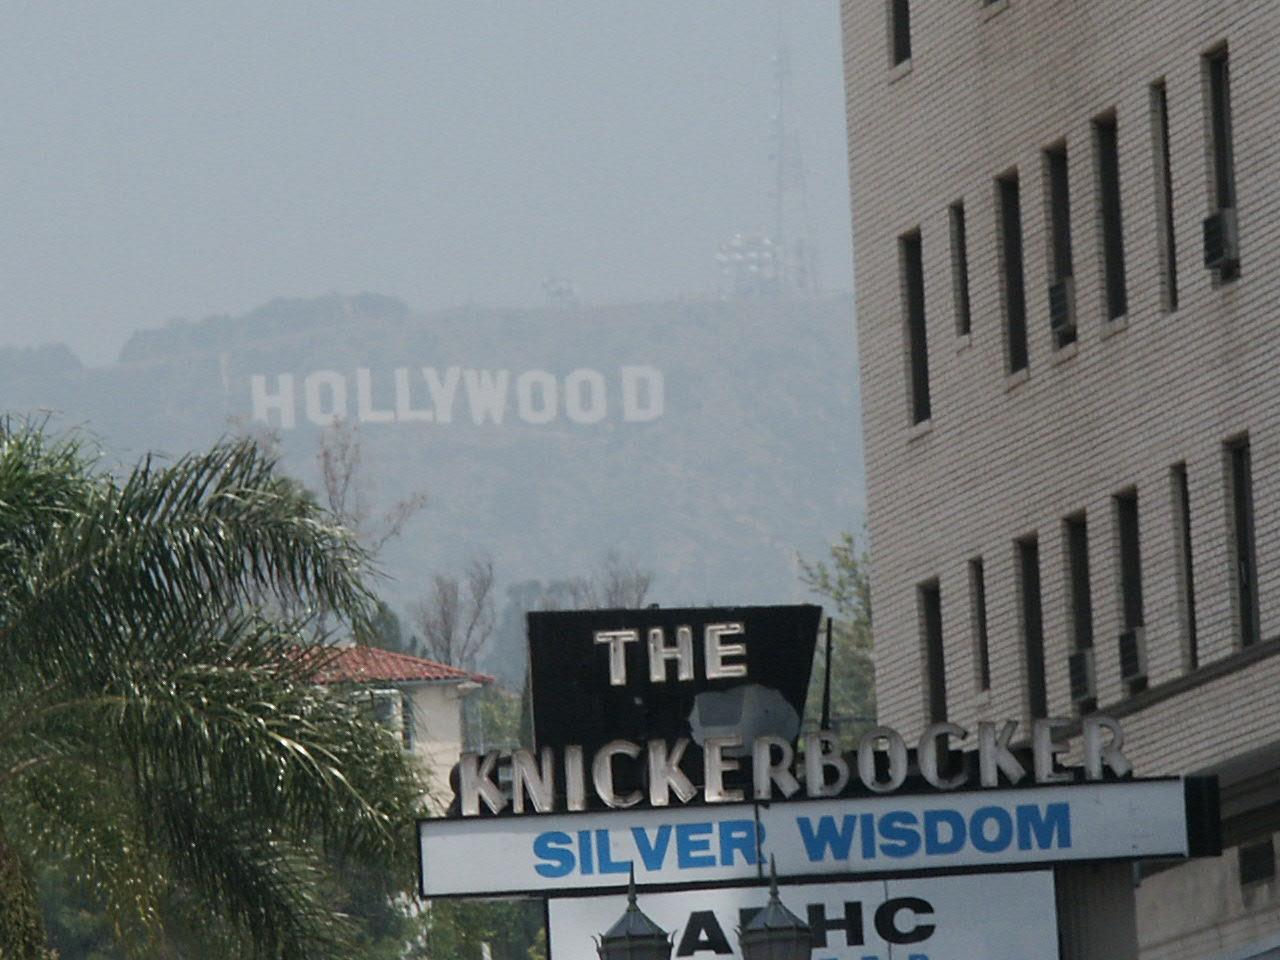 HOLLYWOOD
THE
KNICKERBOCKER
SILVER WISDOM